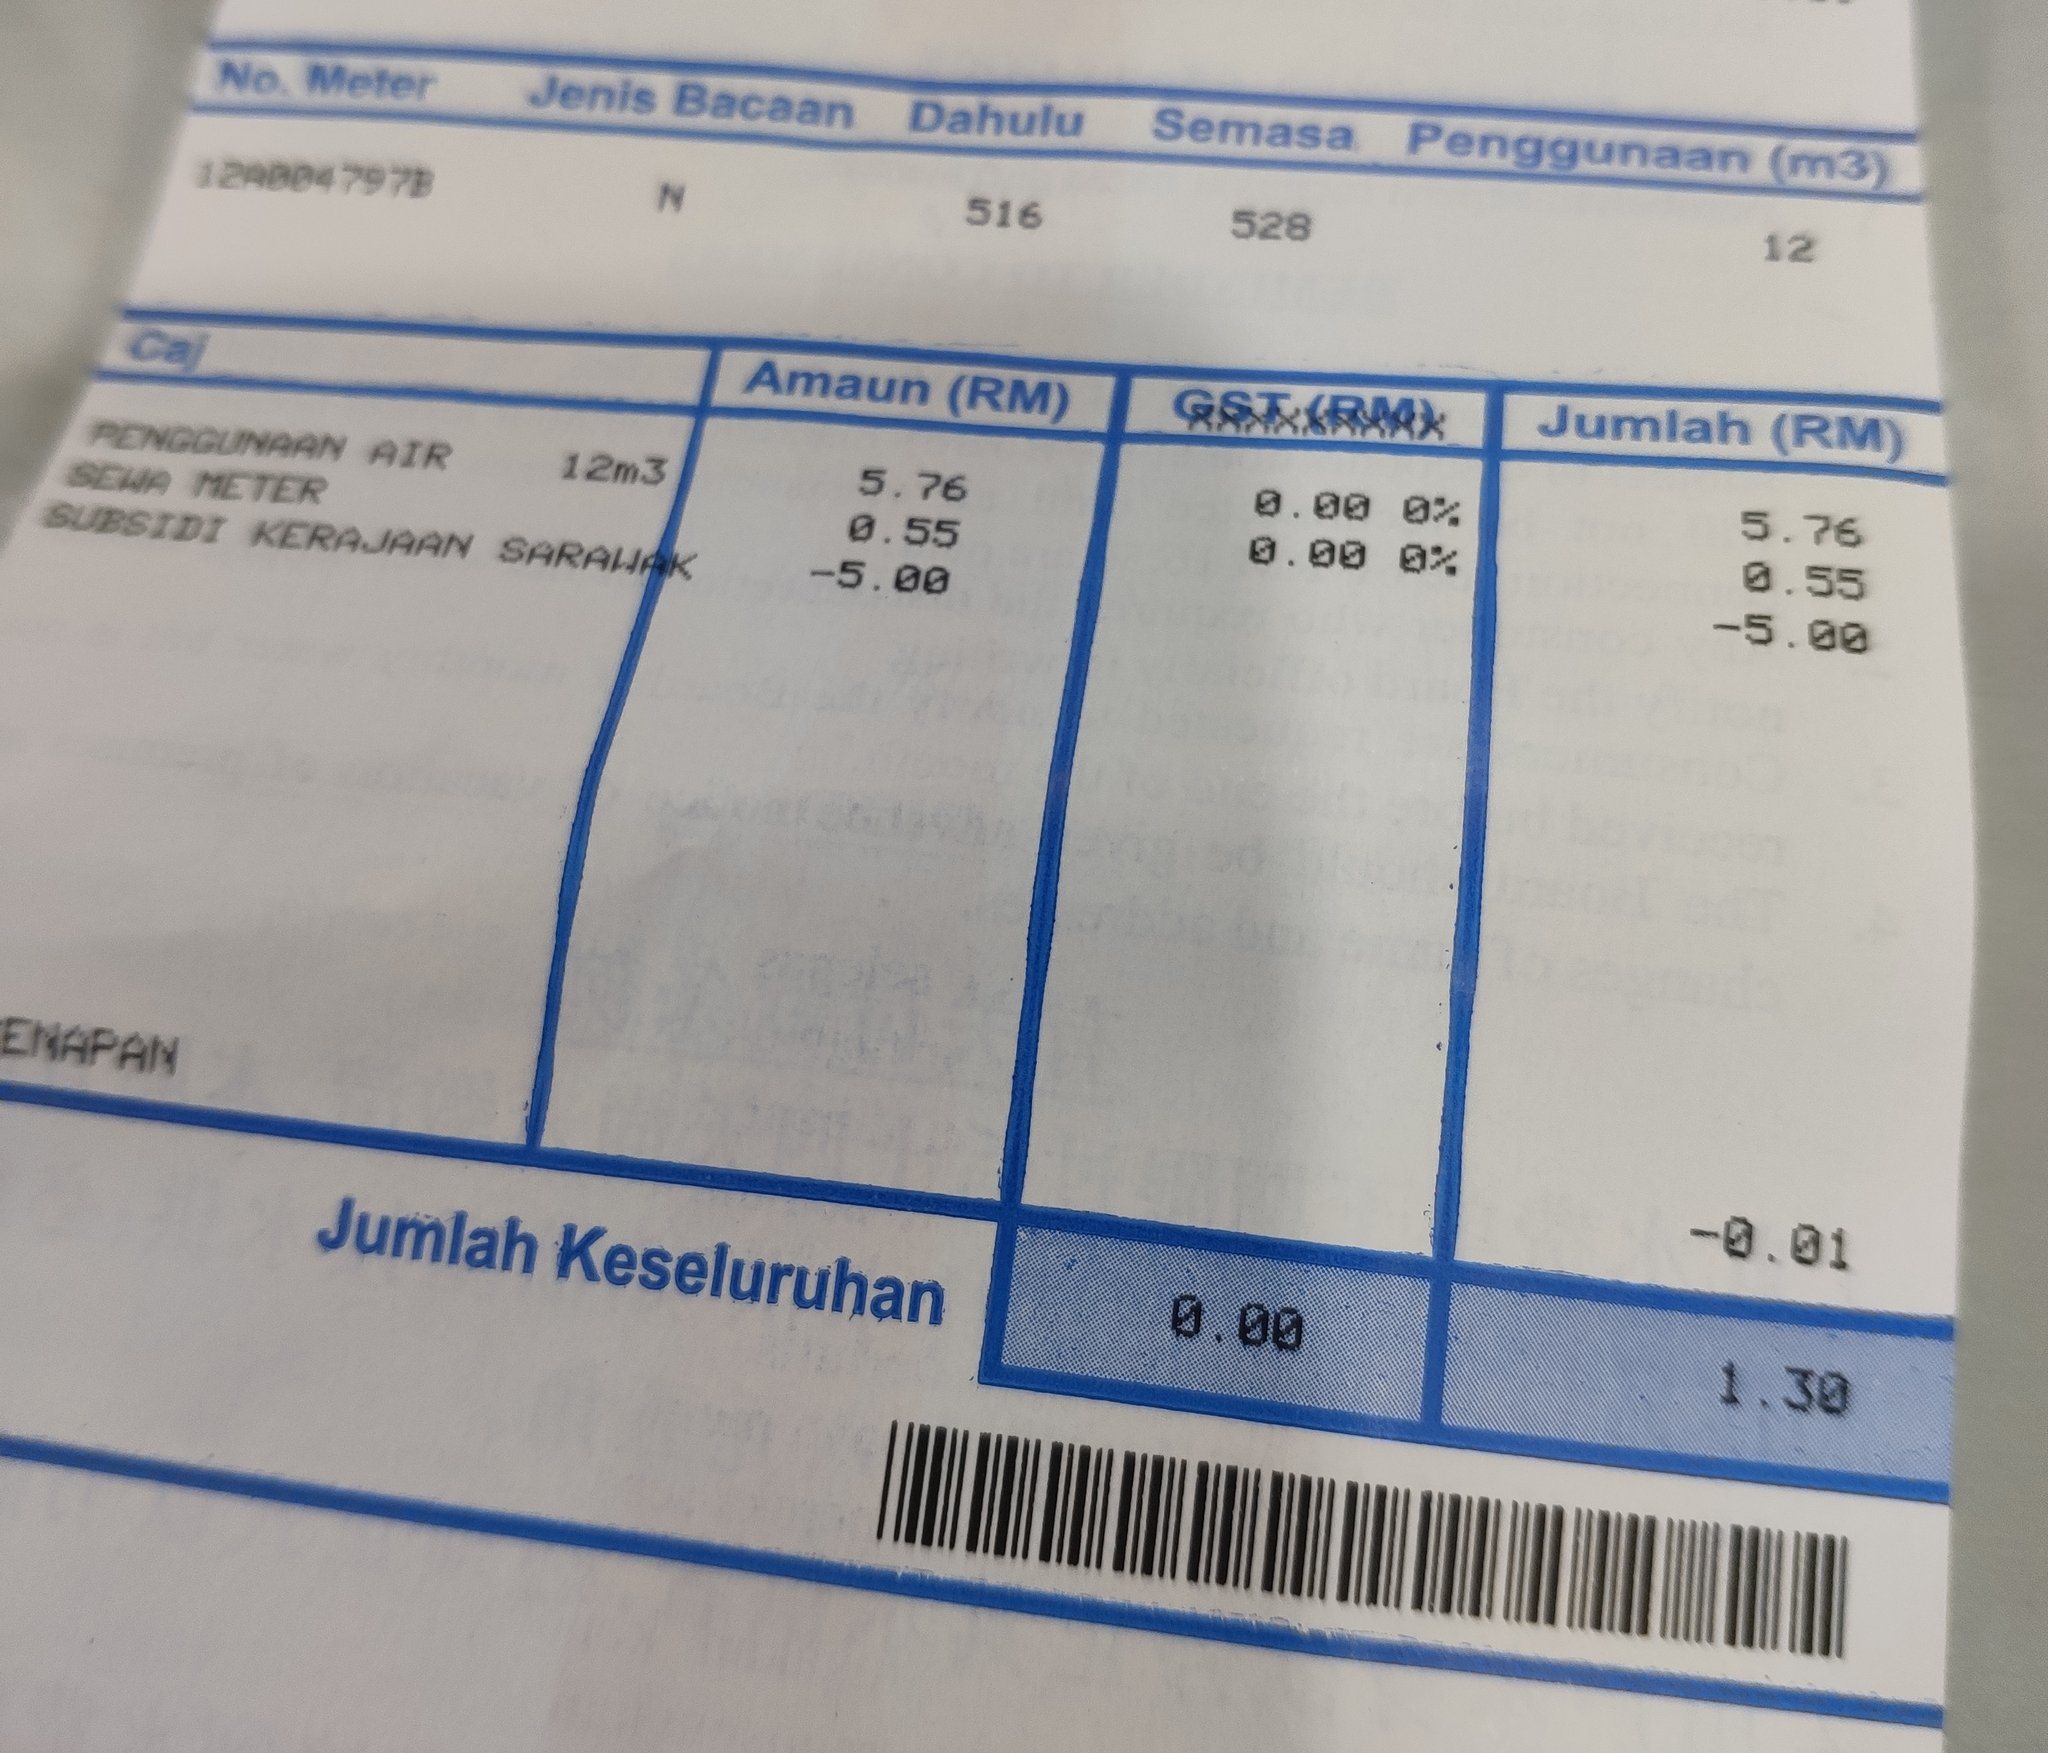 No. Meter Jenis Bacaan Dahulu Semasa Penggunaan (m3)
12A004797B N 516 528 12
Caj Amaun (RM) GST (RM) Jumlah (RM)
xxxxxxxxx
PENGGUNAAN AIR 12m3 5.76 0.00 0% 5.76
SEWA METER 0.55 0.00 0% 0.55
SUBSIDI KERAJAAN SARAWAK -5.00 -5.00
ENAPAN -0.01
Jumlah Keseluruhan 0.00 1.30